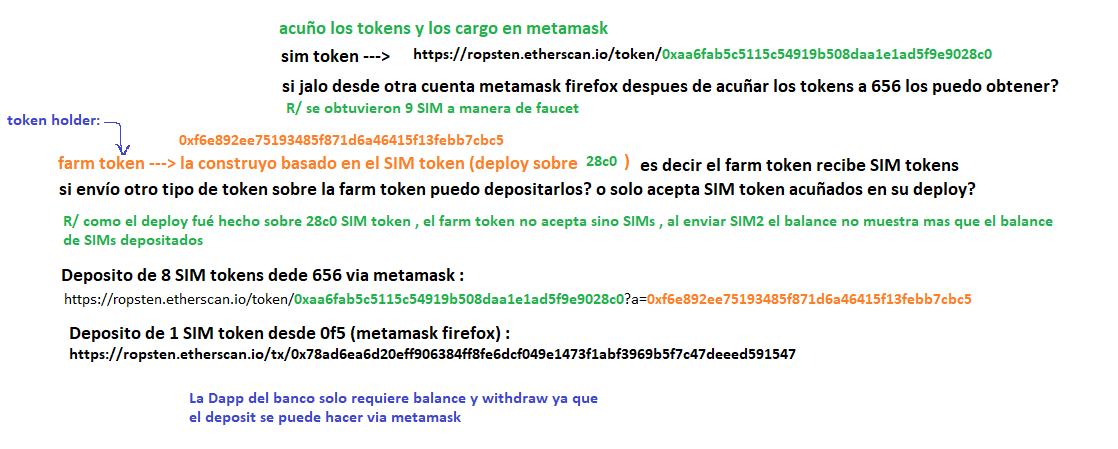 acuño los tokens y los cargo en metamask
sim token ---> https://ropsten.etherscan.io/token/0xaa6fab5c5115c54919b508daa1e1ad5f9e9028c0
si jalo desde otra cuenta metamask firefox despues de acuñar los tokens a 656 los puedo obtener?
R/ se obtuvieron 9 SIM a manera de faucet
token holder:
0xf6e892ee75193485f871d6a46415f13febb7cbc5
farm token ---> la construyo basado en el SIM token (deploy sobre 28c0 ) es decir el farm token recibe SIM tokens
si envío otro tipo de token sobre la farm token puedo depositarlos? o solo acepta SIM token acuñados en su deploy?
R/ como el deploy fué hecho sobre 28c0 SIM token , el farm token no acepta sino SIMs , al enviar SIM2 el balance no muestra mas que el balance
de SIMs depositados
Deposito de 8 SIM tokens dede 656 via metamask :
https://ropsten.etherscan.io/token/0xaa6fab5c5115c54919b508daa1e1ad5f9e9028c0?a=0xf6e892ee75193485f871d6a46415f13febb7cbc5
Deposito de 1 SIM token desde 0f5 (metamask firefox) :
https://ropsten.etherscan.io/tx/0x78ad6ea6d20eff906384ff8fe6dcf049e1473f1abf3969b5f7c47deeed591547
La Dapp del banco solo requiere balance y withdraw ya que
el deposit se puede hacer via metamask